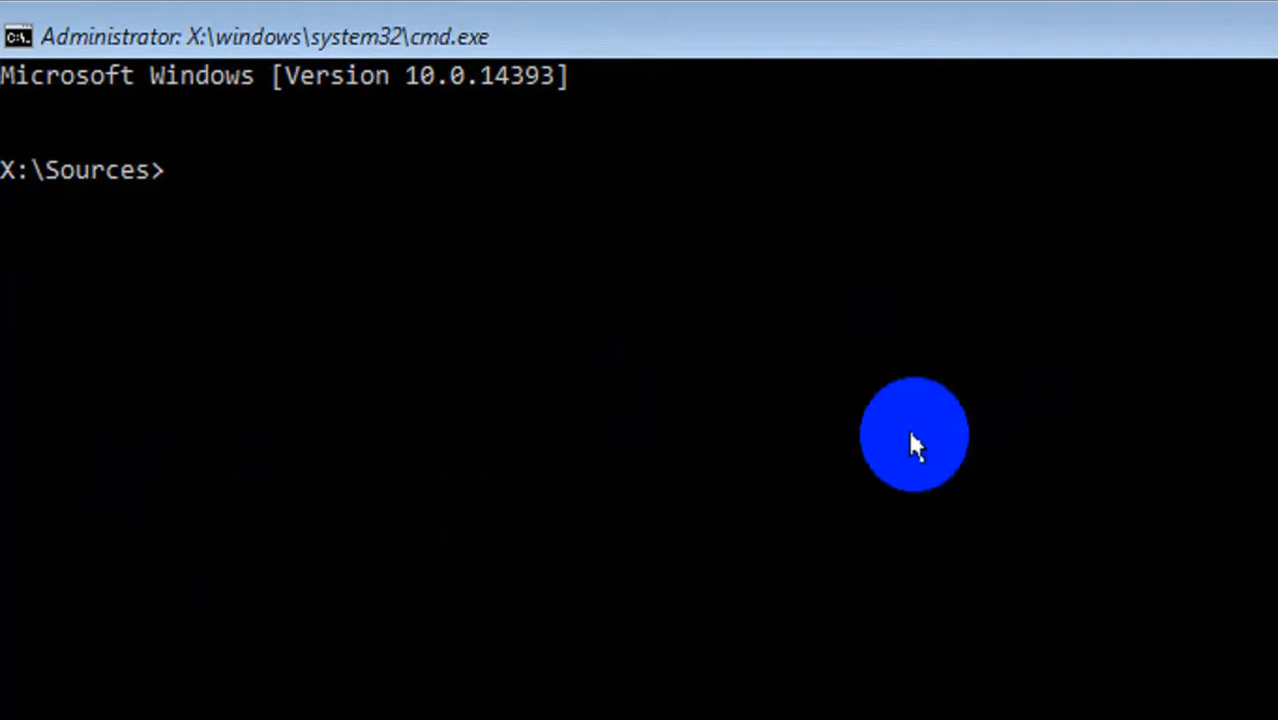 Administrator: X:\windows\system32\cmd.exe
Microsoft Windows [Version 10.0.14393]
X:\Sources>